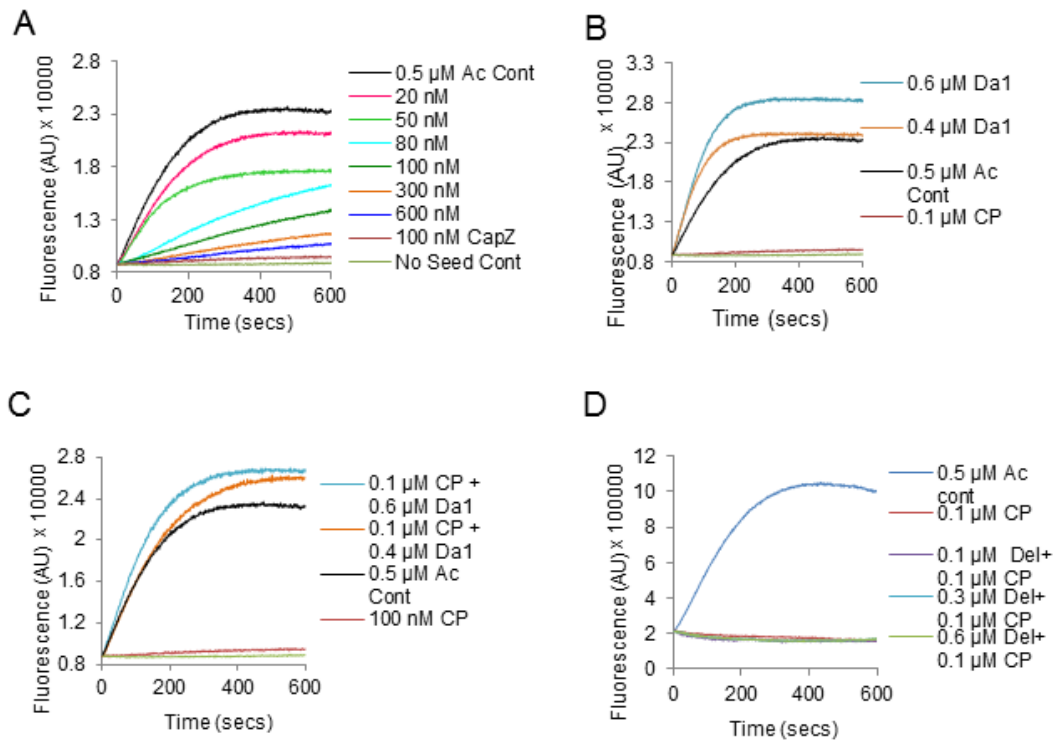 A
Fluorescence (AU) x 10000
2.8
2.3
1.8
1.3
0.8
0
200
400
600
Time (secs)
0.5 µM Ac Cont
20 nM
50 nM
80 nM
100 nM
300 nM
600 nM
100 nM CapZ
No Seed Cont
B
Fluorescence (AU) x 10000
3.3
2.8
2.3
1.8
1.3
0.8
0
200
400
600
Time (secs)
0.6 µM Da1
0.4 µM Da1
0.5 µM Ac
Cont
0.1 µM CP
C
Fluorescence (AU) x 10000
2.8
2.4
2
1.6
1.2
0.8
0
200
400
600
Time (secs)
0.1 µM CP +
0.6 µM Da1
0.1 µM CP +
0.4 µM Da1
0.5 µM Ac
Cont
100 nM CP
D
Fluorescence (AU) x 100000
12
10
8
6
4
2
0
0
200
400
600
Time (secs)
0.5 µM Ac
cont
0.1 µM CP
0.1 µM Del+
0.1 µM CP
0.3 µM Del+
0.1 µM CP
0.6 µM Del+
0.1 µM CP